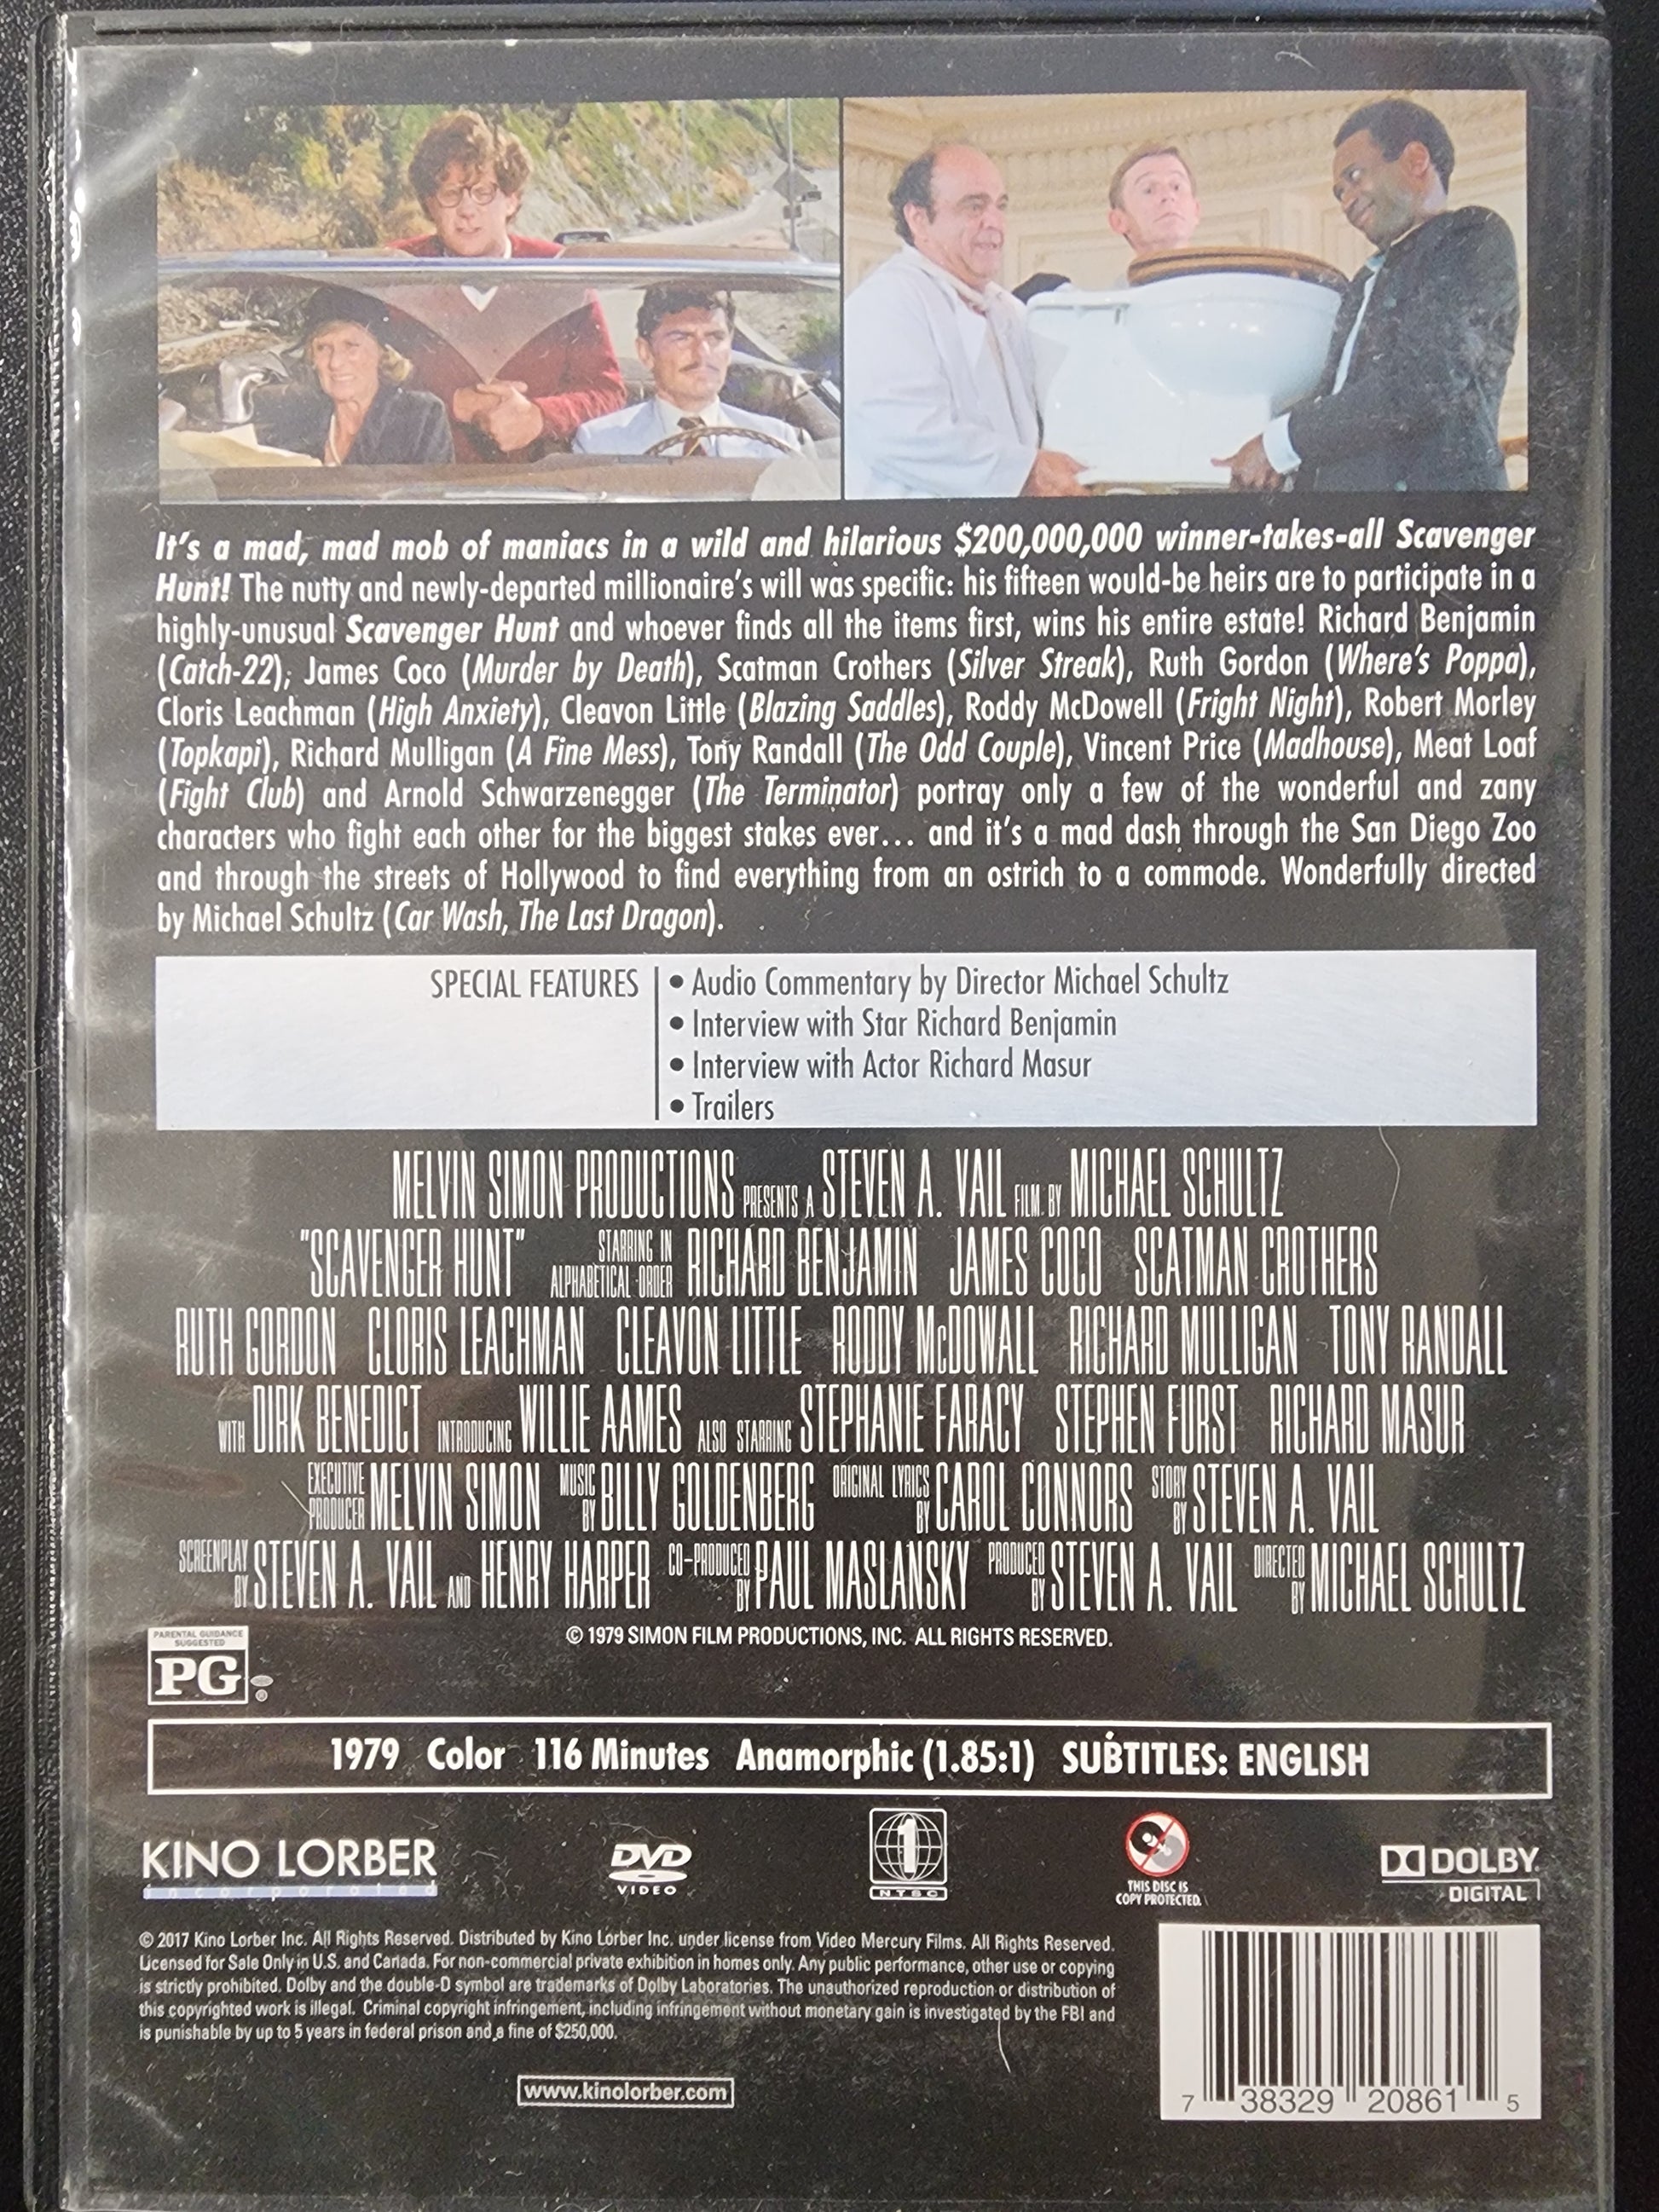 It's a mad, mad mob of maniacs in a wild and hilarious $200,000,000 winner-takes-all Scavenger
Hunt! The nutty and newly-departed millionaire's will was specific: his fifteen would-be heirs are to participate in a
highly-unusual Scavenger Hunt and whoever finds all the items first, wins his entire estate! Richard Benjamin
(Catch-22), James Coco (Murder by Death), Scatman Crothers (Silver Streak), Ruth Gordon (Where's Poppa),
Cloris Leachman (High Anxiety), Cleavon Little (Blazing Saddles), Roddy McDowell (Fright Night), Robert Morley
(Topkapi), Richard Mulligan (A Fine Mess), Tony Randall (The Odd Couple), Vincent Price (Madhouse), Meat Loaf
(Fight Club) and Arnold Schwarzenegger (The Terminator) portray only a few of the wonderful and zany
characters who fight each other for the biggest stakes ever... and it's a mad dash through the San Diego Zoo
and through the streets of Hollywood to find everything from an ostrich to a commode. Wonderfully directed
by Michael Schultz (Car Wash, The Last Dragon).
SPECIAL FEATURES
• Audio Commentary by Director Michael Schultz
• Interview with Star Richard Benjamin
• Interview with Actor Richard Masur
• Trailers
MELVIN SIMON PRODUCTIONS PRESENTS A STEVEN A. VAIL FILM BY MICHAEL SCHULTZ
"SCAVENGER HUNT" STARRING IN ALPHABETICAL ORDER RICHARD BENJAMIN JAMES COCO SCATMAN CROTHERS
RUTH GORDON CLORIS LEACHMAN CLEAVON LITTLE RODDY McDOWALL RICHARD MULLIGAN TONY RANDALL
WITH DIRK BENEDICT INTRODUCING WILLIE AAMES ALSO STARRING STEPHANIE FARACY STEPHEN FURST RICHARD MASUR
EXECUTIVE PRODUCER MELVIN SIMON MUSIC BY BILLY GOLDENBERG ORIGINAL LYRICS BY CAROL CONNORS STORY BY STEVEN A. VAIL
SCREENPLAY BY STEVEN A. VAIL AND HENRY HARPER CO-PRODUCED BY PAUL MASLANSKY PRODUCED BY STEVEN A. VAIL DIRECTED BY MICHAEL SCHULTZ
© 1979 SIMON FILM PRODUCTIONS, INC. ALL RIGHTS RESERVED.
PARENTAL GUIDANCE
SUGGESTED
PG
®
1979 Color 116 Minutes Anamorphic (1.85:1) SUBTITLES: ENGLISH
KINO LORBER
incorporated
DVD
VIDEO
1
NTSC
THIS DISC IS
COPY PROTECTED.
DOLBY
DIGITAL
© 2017 Kino Lorber Inc. All Rights Reserved. Distributed by Kino Lorber Inc. under license from Video Mercury Films. All Rights Reserved.
Licensed for Sale Only in U.S. and Canada. For non-commercial private exhibition in homes only. Any public performance, other use or copying
is strictly prohibited. Dolby and the double-D symbol are trademarks of Dolby Laboratories. The unauthorized reproduction or distribution of
this copyrighted work is illegal. Criminal copyright infringement, including infringement without monetary gain is investigated by the FBI and
is punishable by up to 5 years in federal prison and a fine of $250,000.
www.kinolorber.com
7 38329 20861 5